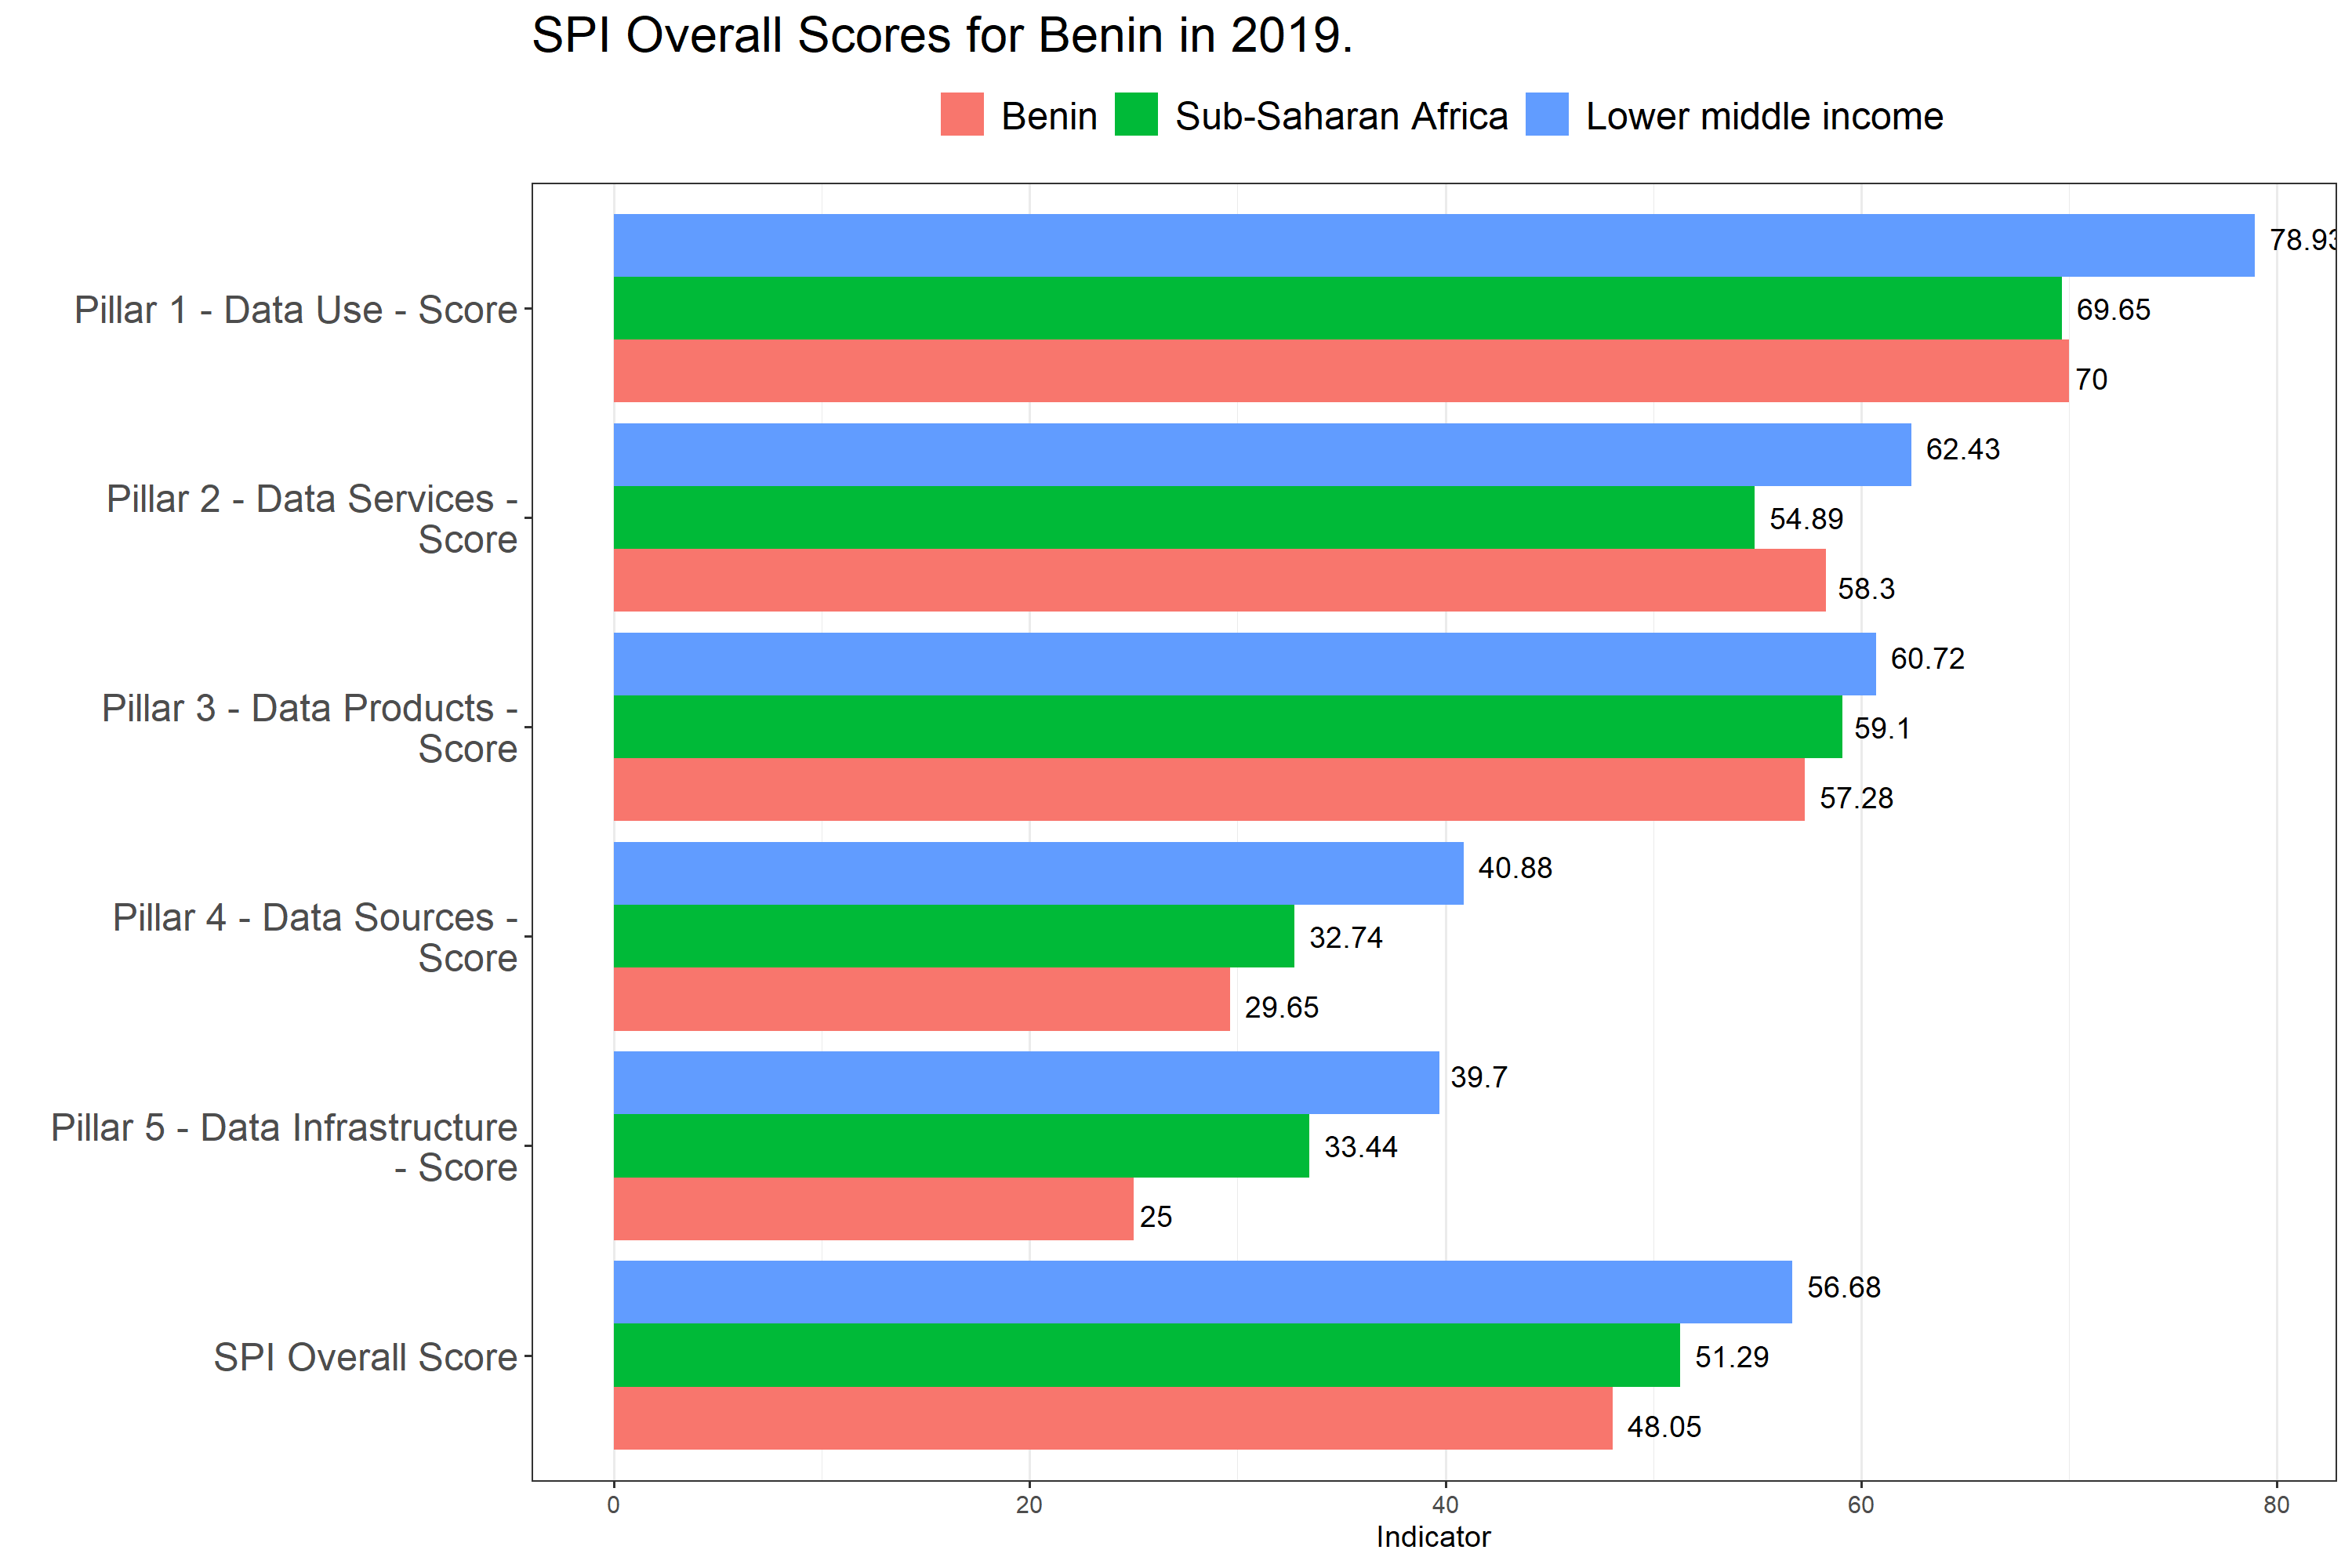 SPI Overall Scores for Benin in 2019.
Benin Sub-Saharan Africa Lower middle income
Pillar 1 - Data Use - Score
78.93
69.65
70
Pillar 2 - Data Services -
Score
62.43
54.89
58.3
Pillar 3 - Data Products -
Score
60.72
59.1
57.28
Pillar 4 - Data Sources -
Score
40.88
32.74
29.65
Pillar 5 - Data Infrastructure
- Score
39.7
33.44
25
SPI Overall Score
56.68
51.29
48.05
0 20 40 60 80
Indicator